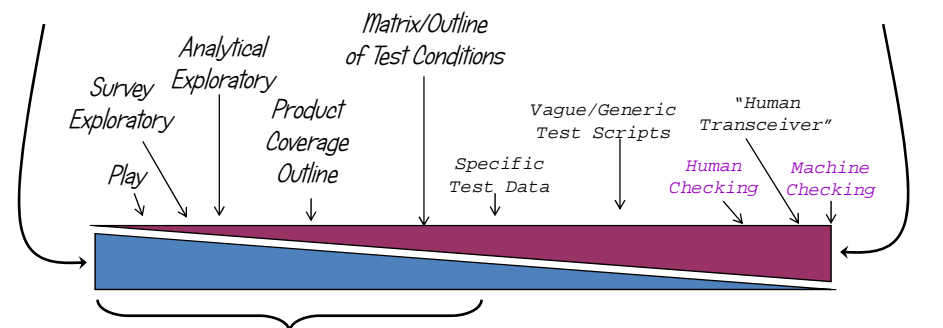 Matrix/Outline
of Test Conditions
Analytical
Exploratory
Survey
Exploratory
Product
Coverage
Outline
Play
Vague/Generic
Test Scripts
"Human
Transceiver"
Specific
Test Data
Human
Checking
Machine
Checking